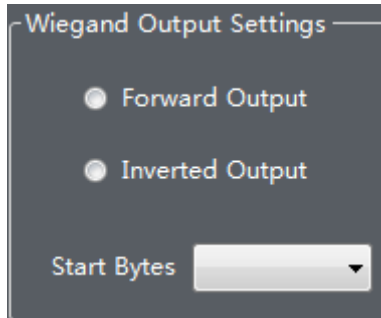 Wiegand Output Settings
Forward Output
Inverted Output
Start Bytes